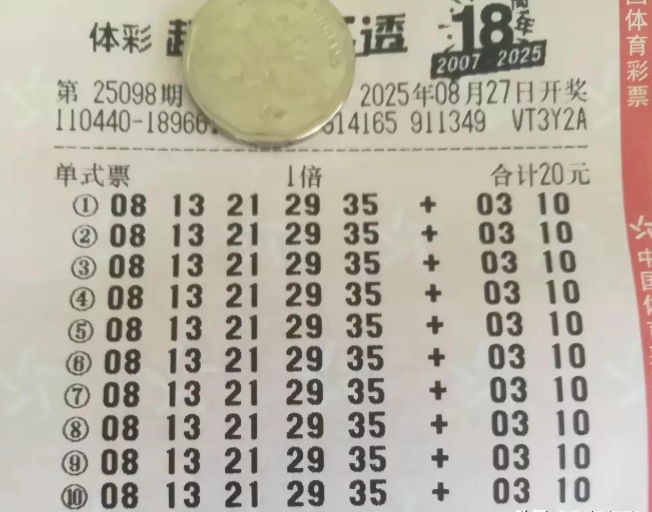 体彩 超 透 18周年
2007-2025
第 25098期 2025年08月27日开奖
110440-18966 814165 911349 VT3Y2A
单式票 1倍 合计20元
① 08 13 21 29 35 + 03 10
② 08 13 21 29 35 + 03 10
③ 08 13 21 29 35 + 03 10
④ 08 13 21 29 35 + 03 10
⑤ 08 13 21 29 35 + 03 10
⑥ 08 13 21 29 35 + 03 10
⑦ 08 13 21 29 35 + 03 10
⑧ 08 13 21 29 35 + 03 10
⑨ 08 13 21 29 35 + 03 10
⑩ 08 13 21 29 35 + 03 10
国体育彩票
中国体育